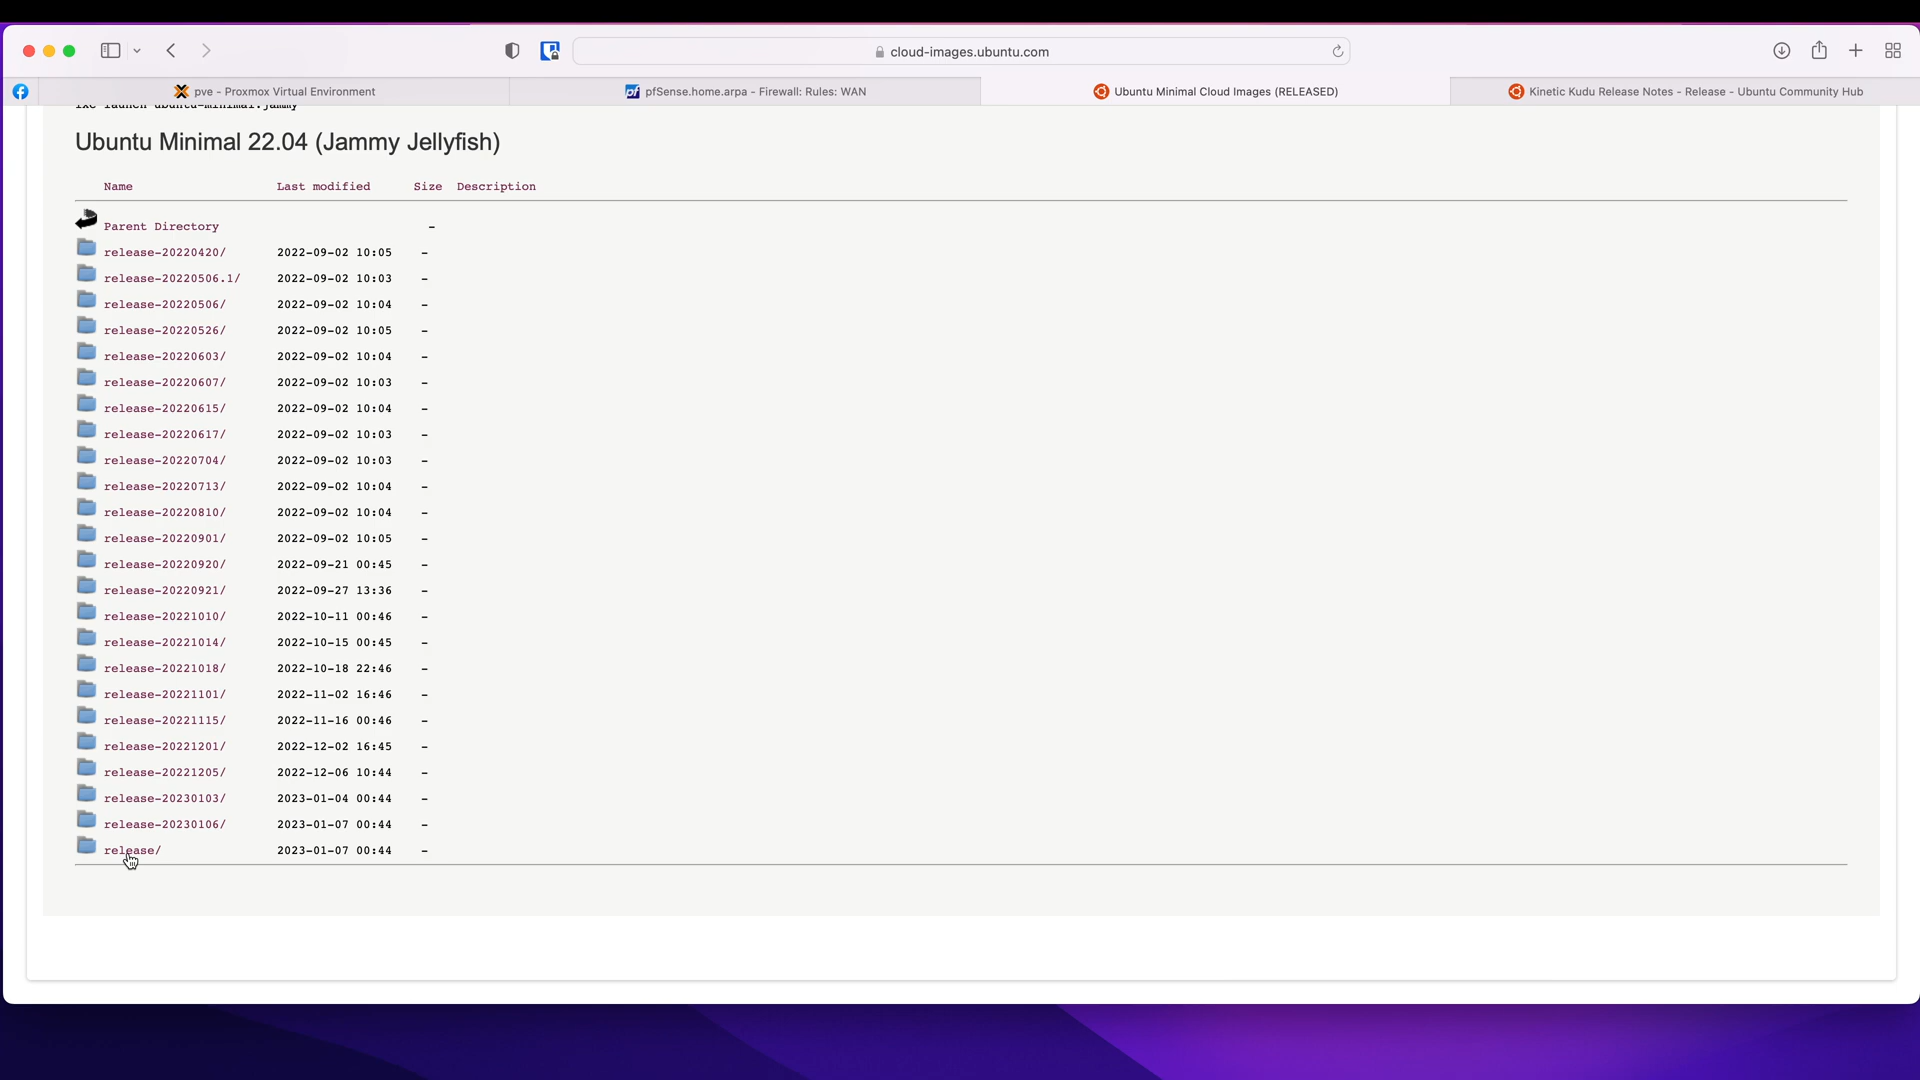 cloud-images.ubuntu.com
pve - Proxmox Virtual Environment
pfSense.home.arpa - Firewall: Rules: WAN
Ubuntu Minimal Cloud Images (RELEASED)
Kinetic Kudu Release Notes - Release - Ubuntu Community Hub
lxc launch ubuntu-minimal:jammy
Ubuntu Minimal 22.04 (Jammy Jellyfish)
Name Last modified Size Description
Parent Directory -
release-20220420/ 2022-09-02 10:05 -
release-20220506.1/ 2022-09-02 10:03 -
release-20220506/ 2022-09-02 10:04 -
release-20220526/ 2022-09-02 10:05 -
release-20220603/ 2022-09-02 10:04 -
release-20220607/ 2022-09-02 10:03 -
release-20220615/ 2022-09-02 10:04 -
release-20220617/ 2022-09-02 10:03 -
release-20220704/ 2022-09-02 10:03 -
release-20220713/ 2022-09-02 10:04 -
release-20220810/ 2022-09-02 10:04 -
release-20220901/ 2022-09-02 10:05 -
release-20220920/ 2022-09-21 00:45 -
release-20220921/ 2022-09-27 13:36 -
release-20221010/ 2022-10-11 00:46 -
release-20221014/ 2022-10-15 00:45 -
release-20221018/ 2022-10-18 22:46 -
release-20221101/ 2022-11-02 16:46 -
release-20221115/ 2022-11-16 00:46 -
release-20221201/ 2022-12-02 16:45 -
release-20221205/ 2022-12-06 10:44 -
release-20230103/ 2023-01-04 00:44 -
release-20230106/ 2023-01-07 00:44 -
release/ 2023-01-07 00:44 -